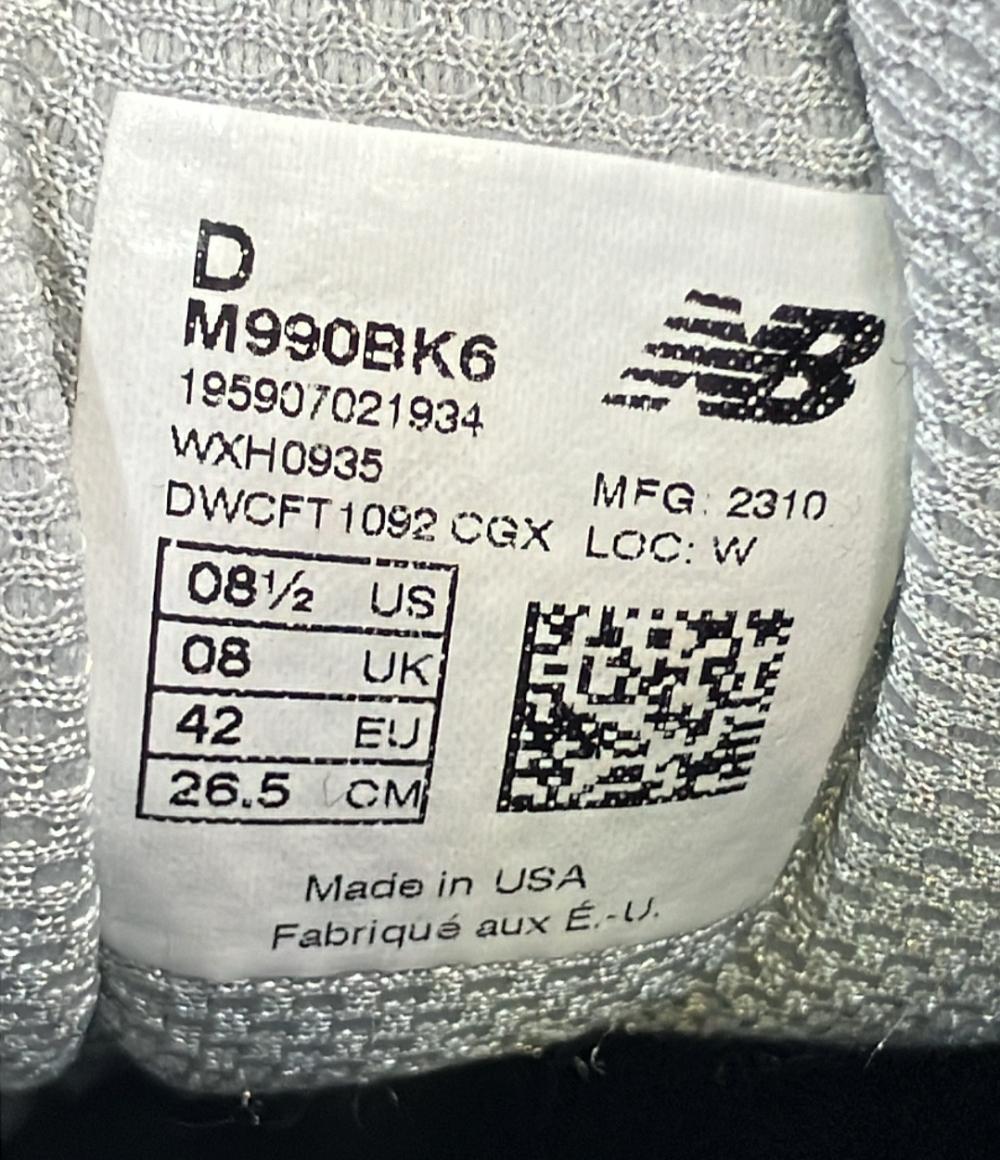 D
M990BK6
195907021934
WXH0935
DWCFT1092 CGX
NB
MFG: 2310
LOC: W
08½ US
08 UK
42 EU
26.5 CM
Made in USA
Fabriqué aux É.-U.